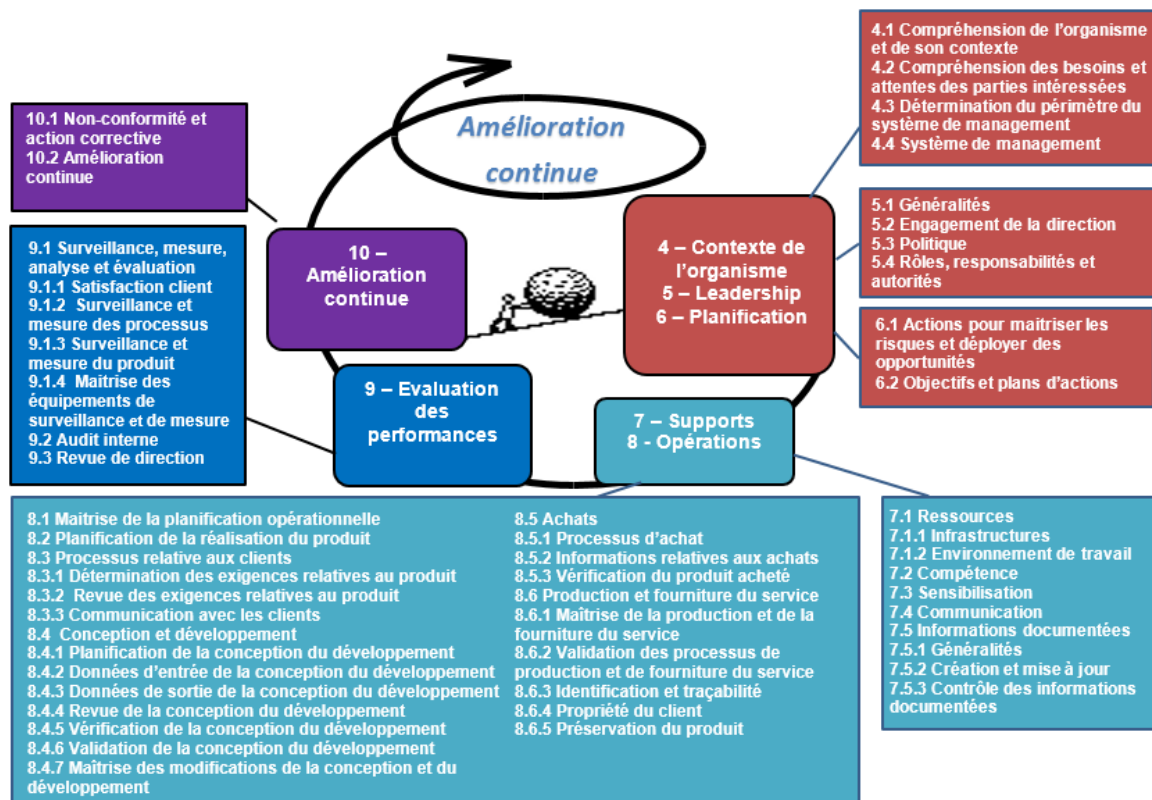 4.1 Compréhension de l'organisme
et de son contexte
4.2 Compréhension des besoins et
attentes des parties intéressées
4.3 Détermination du périmètre du
système de management
4.4 Système de management
Amélioration
continue
10.1 Non-conformité et
action corrective
10.2 Amélioration
continue
5.1 Généralités
5.2 Engagement de la direction
5.3 Politique
5.4 Rôles, responsabilités et
autorités
10 –
Amélioration
continue
4 – Contexte de
l'organisme
5 – Leadership
6 – Planification
9.1 Surveillance, mesure,
analyse et évaluation
9.1.1 Satisfaction client
9.1.2 Surveillance et
mesure des processus
9.1.3 Surveillance et
mesure du produit
9.1.4 Maitrise des
équipements de
surveillance et de mesure
9.2 Audit interne
9.3 Revue de direction
6.1 Actions pour maitriser les
risques et déployer des
opportunités
6.2 Objectifs et plans d'actions
9 – Evaluation
des
performances
7 – Supports
8 - Opérations
8.1 Maitrise de la planification opérationnelle
8.2 Planification de la réalisation du produit
8.3 Processus relative aux clients
8.3.1 Détermination des exigences relatives au produit
8.3.2 Revue des exigences relatives au produit
8.3.3 Communication avec les clients
8.4 Conception et développement
8.4.1 Planification de la conception du développement
8.4.2 Données d'entrée de la conception du développement
8.4.3 Données de sortie de la conception du développement
8.4.4 Revue de la conception du développement
8.4.5 Vérification de la conception du développement
8.4.6 Validation de la conception du développement
8.4.7 Maîtrise des modifications de la conception et du
développement
8.5 Achats
8.5.1 Processus d'achat
8.5.2 Informations relatives aux achats
8.5.3 Vérification du produit acheté
8.6 Production et fourniture du service
8.6.1 Maîtrise de la production et de la
fourniture du service
8.6.2 Validation des processus de
production et de fourniture du service
8.6.3 Identification et traçabilité
8.6.4 Propriété du client
8.6.5 Préservation du produit
7.1 Ressources
7.1.1 Infrastructures
7.1.2 Environnement de travail
7.2 Compétence
7.3 Sensibilisation
7.4 Communication
7.5 Informations documentées
7.5.1 Généralités
7.5.2 Création et mise à jour
7.5.3 Contrôle des informations
documentées